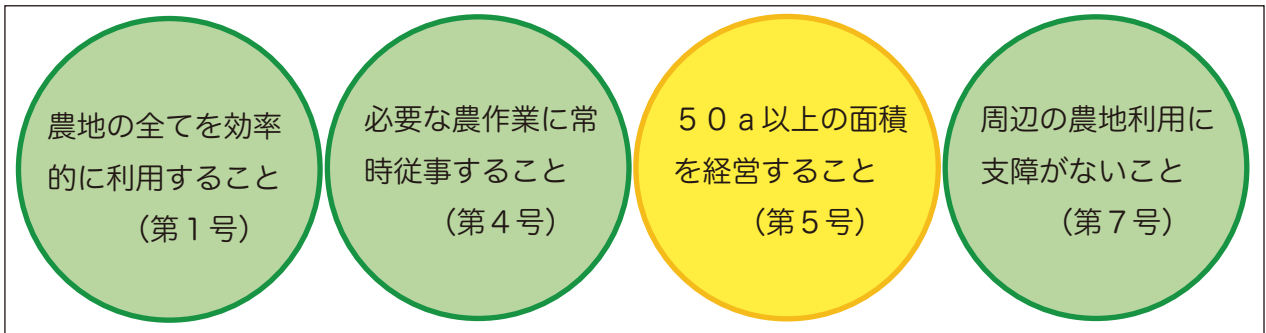 農地の全てを効率
的に利用すること
（第１号）
必要な農作業に常
時従事すること
（第４号）
５０ａ以上の面積
を経営すること
（第５号）
周辺の農地利用に
支障がないこと
（第７号）